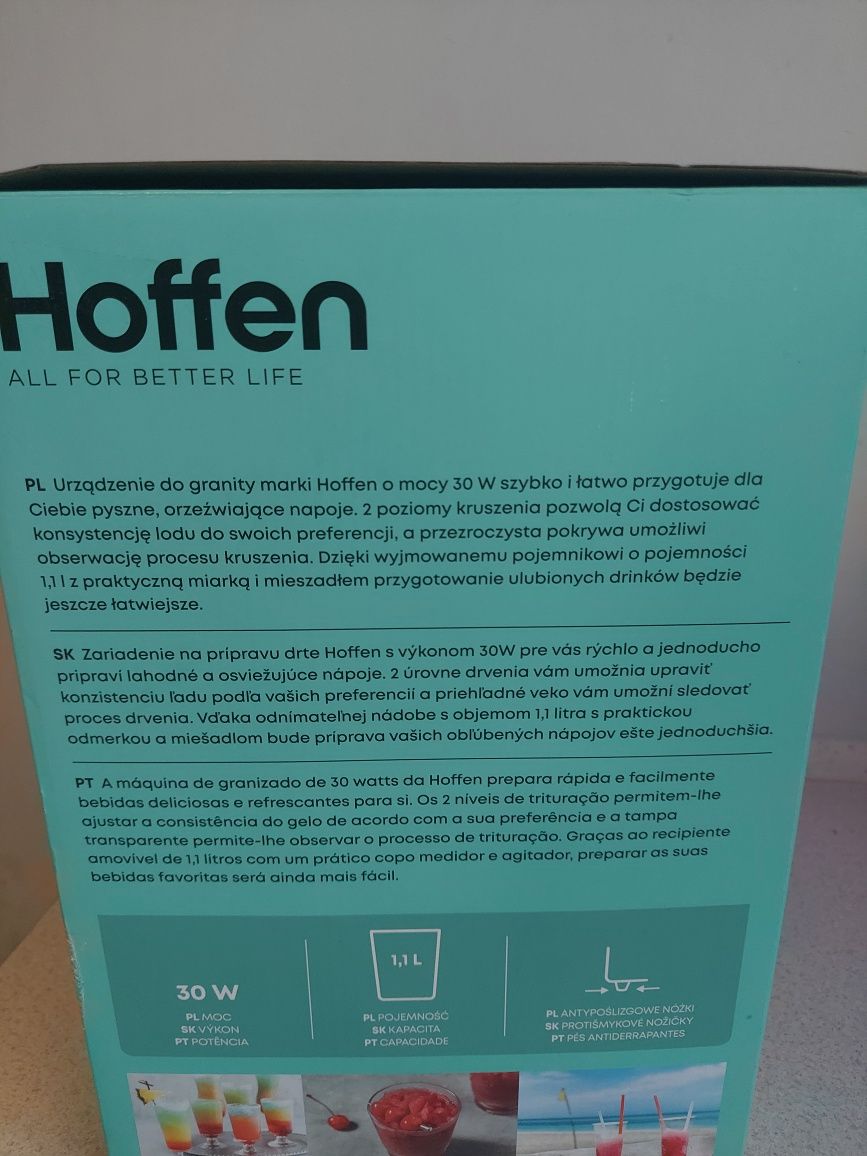 Hoffen
ALL FOR BETTER LIFE
PL Urządzenie do granity marki Hoffen o mocy 30 W szybko i łatwo przygotuje dla
Ciebie pyszne, orzeźwiające napoje. 2 poziomy kruszenia pozwolą Ci dostosować
konsystencję lodu do swoich preferencji, a przezroczysta pokrywa umożliwi
obserwację procesu kruszenia. Dzięki wyjmowanemu pojemnikowi o pojemności
1,1 l z praktyczną miarką i mieszadłem przygotowanie ulubionych drinków będzie
jeszcze łatwiejsze.
SK Zariadenie na prípravu drte Hoffen s výkonom 30W pre vás rýchlo a jednoducho
pripraví lahodné a osviežujúce nápoje. 2 úrovne drvenia vám umožnia upraviť
konzistenciu ľadu podľa vašich preferencií a priehľadné veko vám umožní sledovať
proces drvenia. Vďaka odnímateľnej nádobe s objemom 1,1 litra s praktickou
odmerkou a miešadlom bude príprava vašich obľúbených nápojov ešte jednoduchšia.
PT A máquina de granizado de 30 watts da Hoffen prepara rápida e facilmente
bebidas deliciosas e refrescantes para si. Os 2 níveis de trituração permitem-lhe
ajustar a consistência do gelo de acordo com a sua preferência e a tampa
transparente permite-lhe observar o processo de trituração. Graças ao recipiente
amovível de 1,1 litros com um prático copo medidor e agitador, preparar as suas
bebidas favoritas será ainda mais fácil.
30 W
PL MOC
SK VÝKON
PT POTÊNCIA
1,1 L
PL POJEMNOŚĆ
SK KAPACITA
PT CAPACIDADE
PL ANTYPOŚLIZGOWE NÓŻKI
SK PROTIŠMYKOVÉ NOŽIČKY
PT PÉS ANTIDERRAPANTES